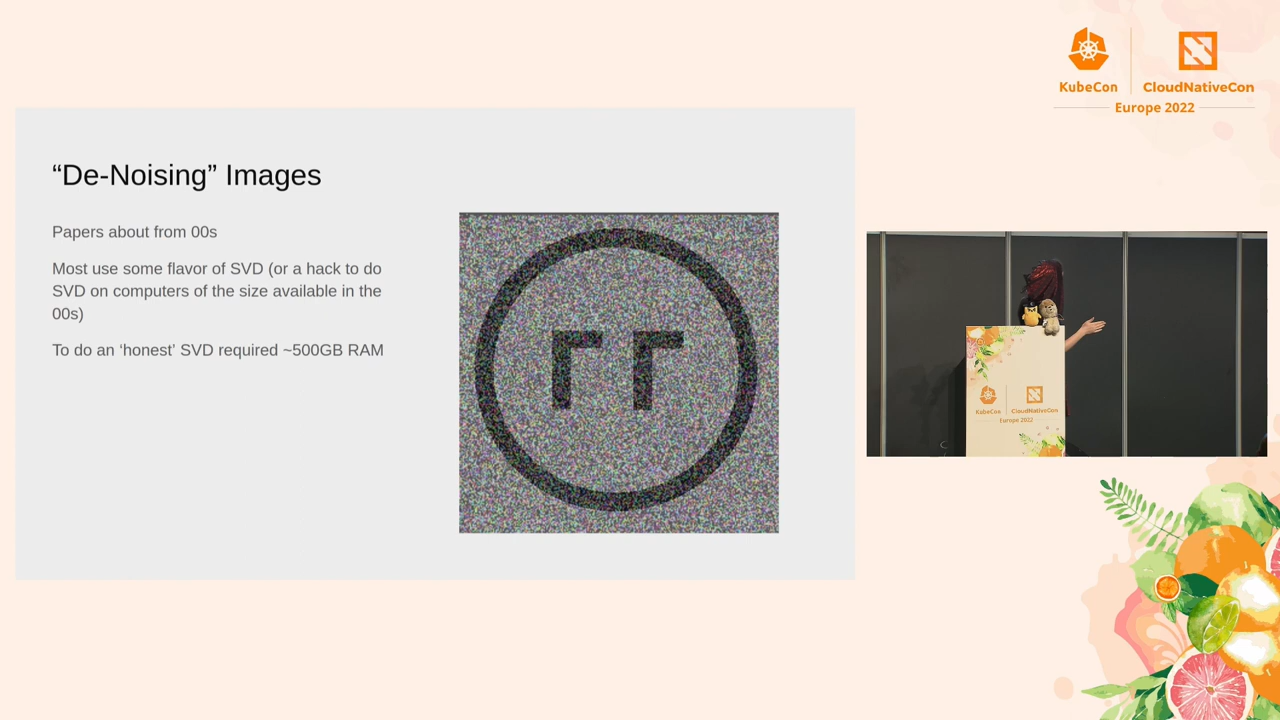 KubeCon
CloudNativeCon
Europe 2022
“De-Noising” Images
Papers about from 00s
Most use some flavor of SVD (or a hack to do
SVD on computers of the size available in the
00s)
To do an ‘honest’ SVD required ~500GB RAM
KubeCon
CloudNativeCon
Europe 2022